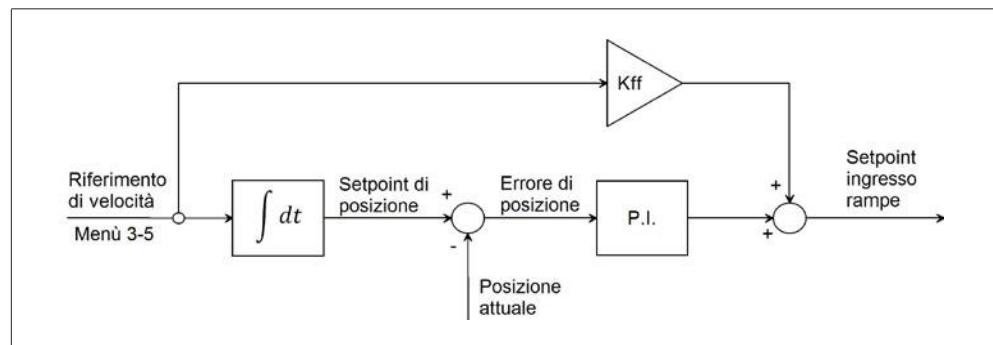 Kff
Riferimento
di velocità
Menù 3-5
∫ dt
Setpoint di
posizione
+
-
Posizione
attuale
Errore di
posizione
P.I.
+
+
Setpoint
ingresso
rampe